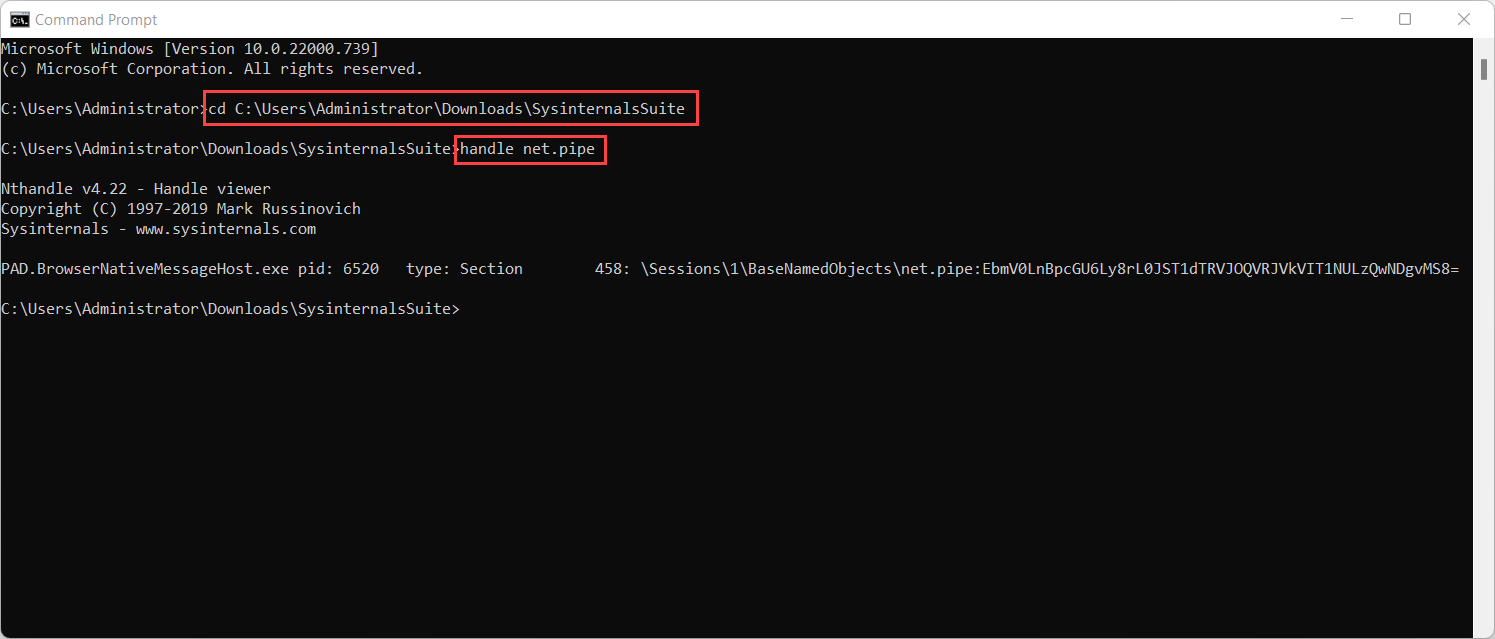 Command Prompt
Microsoft Windows [Version 10.0.22000.739]
(c) Microsoft Corporation. All rights reserved.
C:\Users\Administrator>cd C:\Users\Administrator\Downloads\SysinternalsSuite
C:\Users\Administrator\Downloads\SysinternalsSuite>handle net.pipe
Nthandle v4.22 - Handle viewer
Copyright (C) 1997-2019 Mark Russinovich
Sysinternals - www.sysinternals.com
PAD.BrowserNativeMessageHost.exe pid: 6520   type: Section        458: \Sessions\1\BaseNamedObjects\net.pipe:EbmV0LnBpcGU6Ly8rL0JST1dTRVJOQVRJVkVIT1NULzQwNDgvMS8=
C:\Users\Administrator\Downloads\SysinternalsSuite>